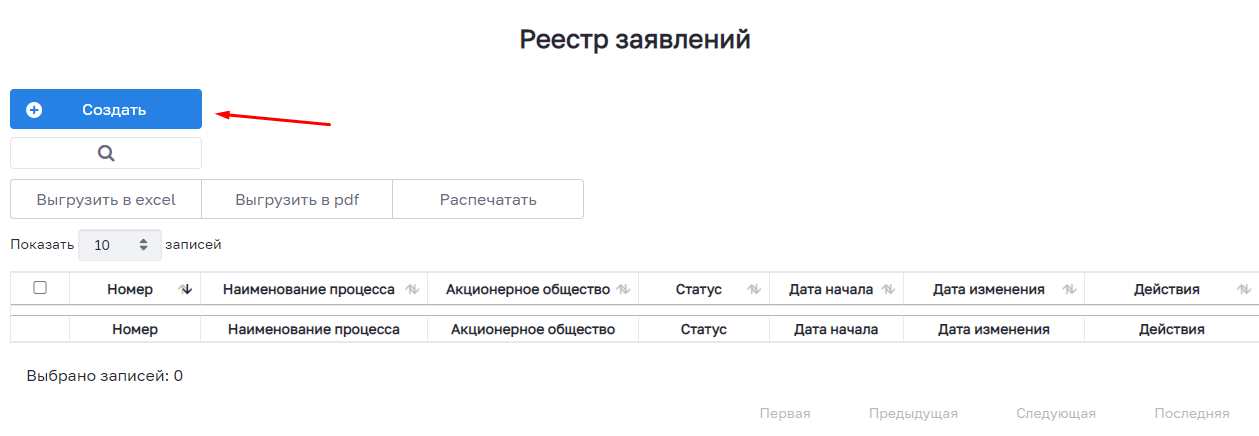 Реестр заявлений
Создать
Выгрузить в excel Выгрузить в pdf Распечатать
Показать 10 записей
Номер Наименование процесса Акционерное общество Статус Дата начала Дата изменения Действия
Номер Наименование процесса Акционерное общество Статус Дата начала Дата изменения Действия
Выбрано записей: 0
Первая Предыдущая Следующая Последняя